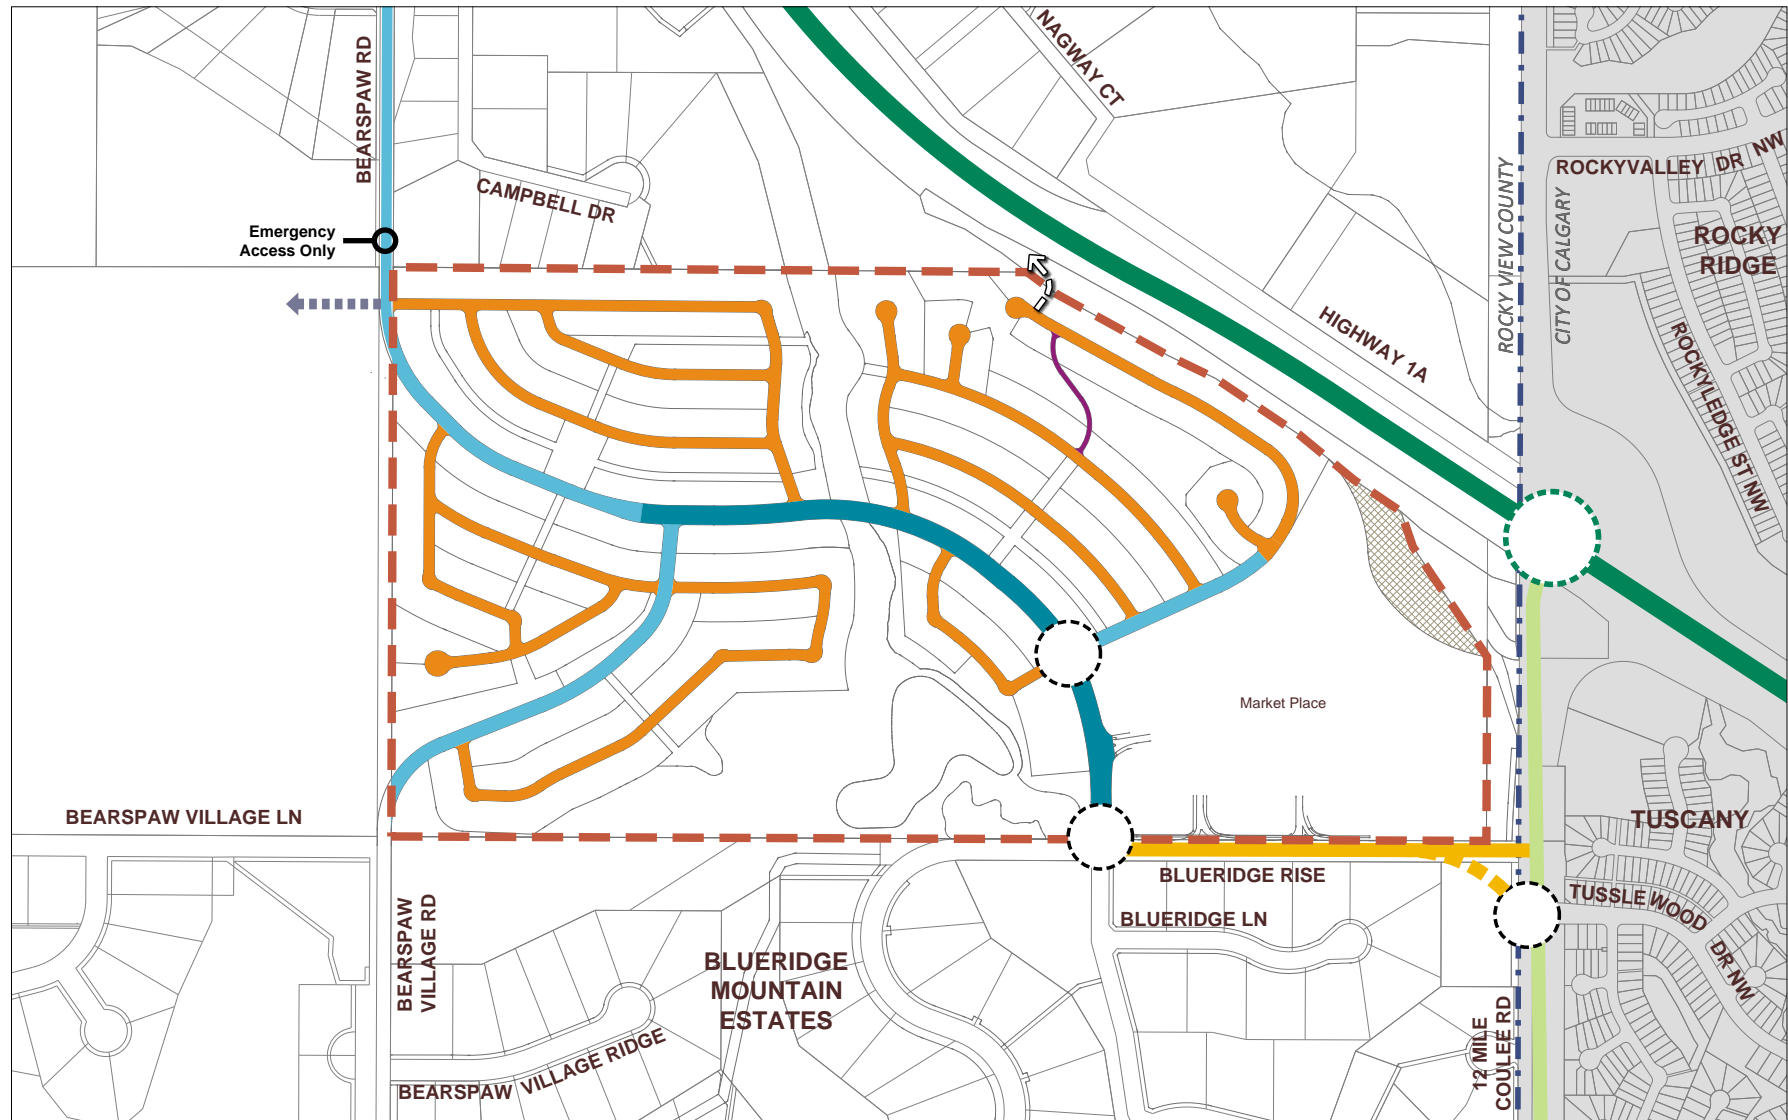 NAGWAY CT
BEARSPAW RD
ROCKYVALLEY DR NW
CAMPBELL DR
ROCKY VIEW COUNTY
CITY OF CALGARY
Emergency
Access Only
ROCKY
RIDGE
HIGHWAY 1A
ROCKYLEDGE ST NW
Market Place
BEARSPAW VILLAGE LN
TUSCANY
BLUERIDGE RISE
TUSSLEWOOD DR NW
BLUERIDGE LN
BEARSPAW
VILLAGE RD
BLUERIDGE
MOUNTAIN
ESTATES
12 MILE
COULEE RD
BEARSPAW VILLAGE RIDGE